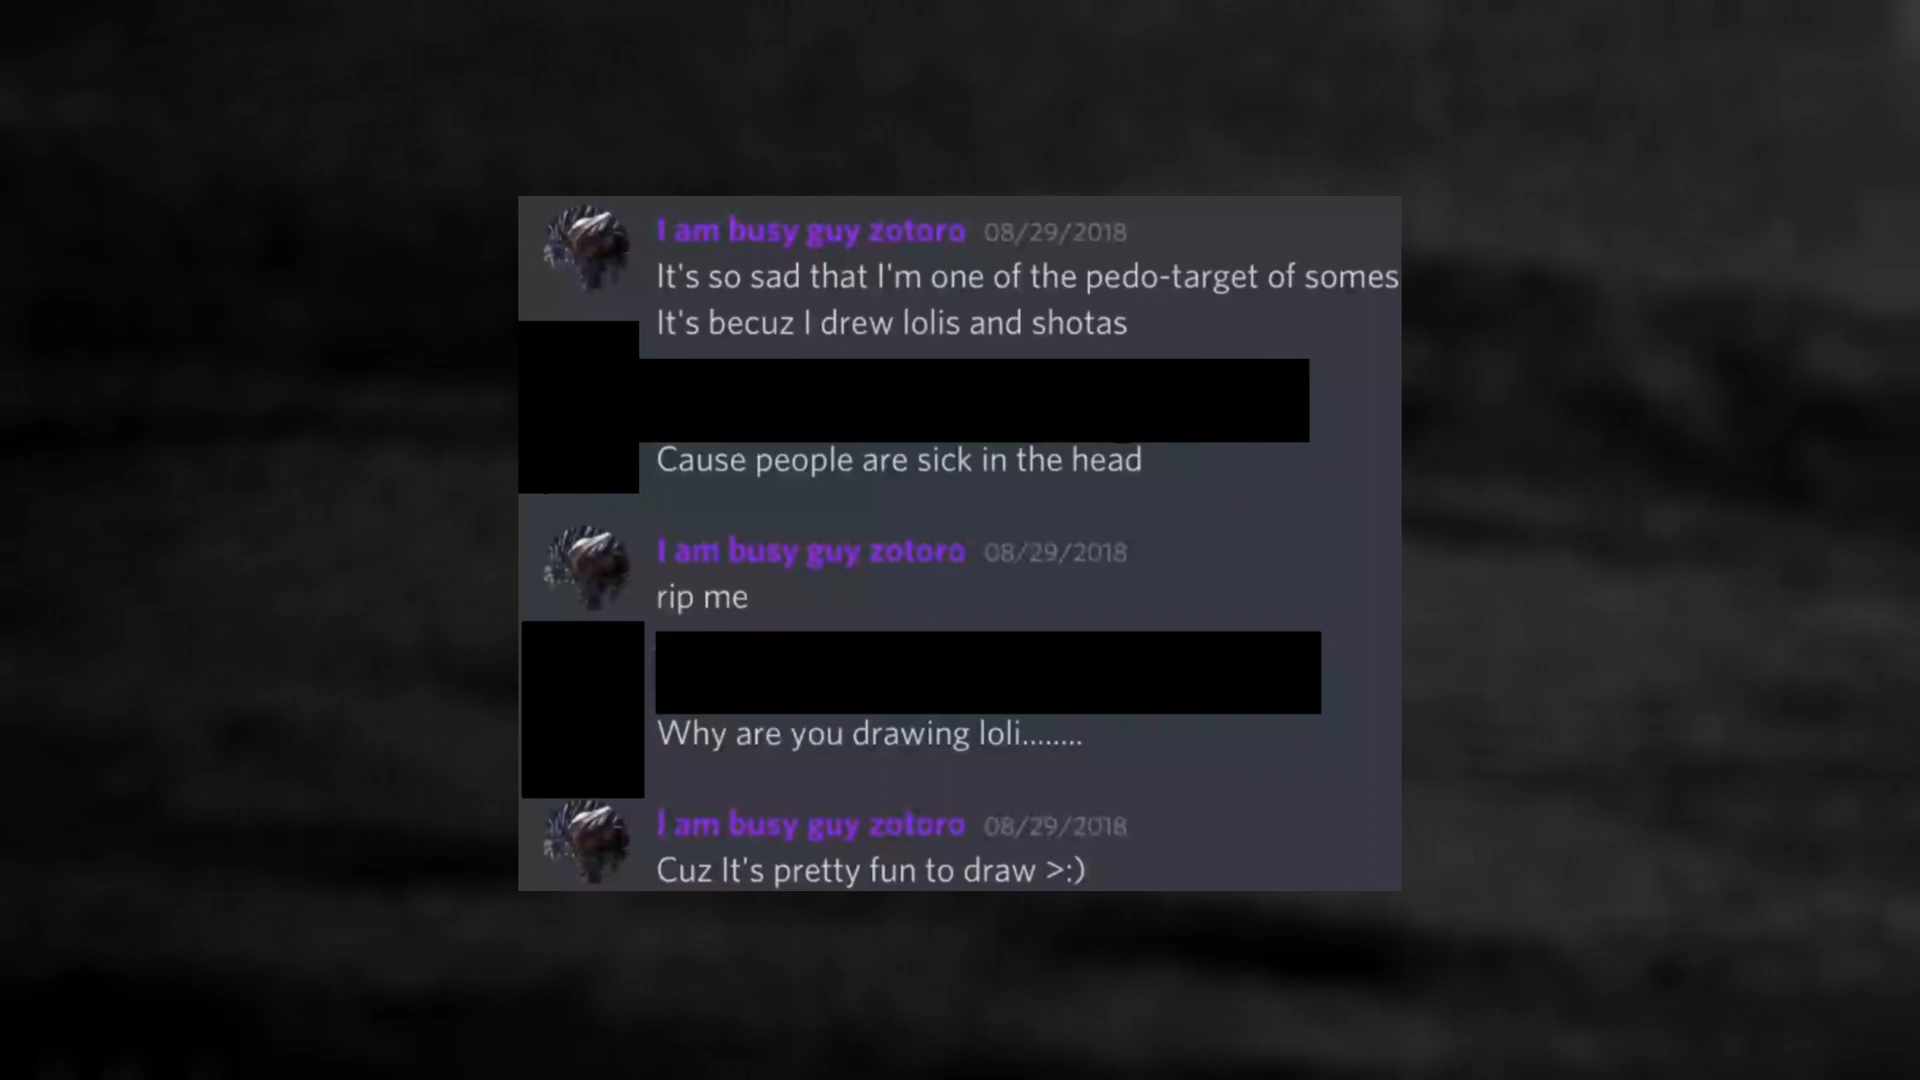 I am busy guy zotoro 08/29/2018
It's so sad that I'm one of the pedo-target of somes
It's becuz I drew lolis and shotas
Cause people are sick in the head
I am busy guy zotoro 08/29/2018
rip me
Why are you drawing loli........
I am busy guy zotoro 08/29/2018
Cuz It's pretty fun to draw >:)